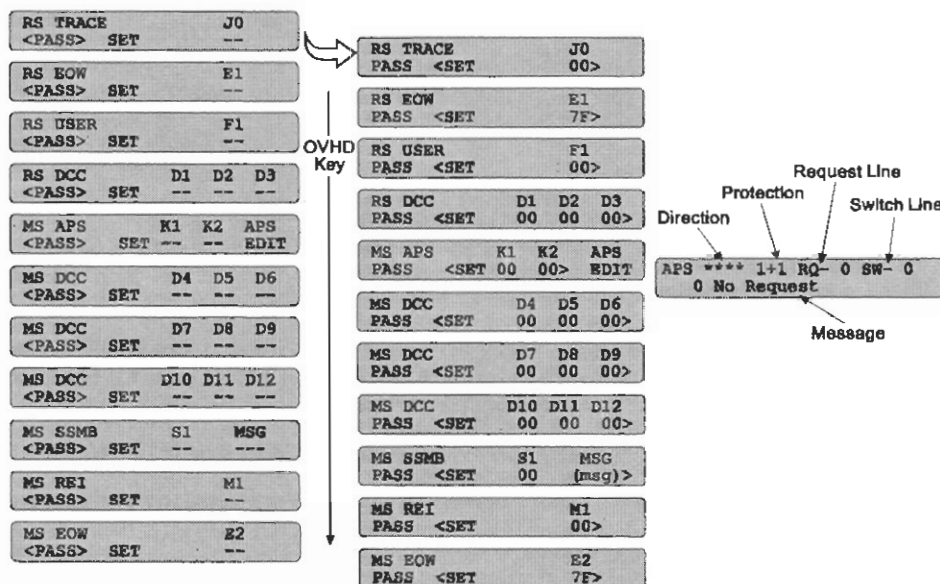 RS TRACE J0
<PASS> SET --
RS EOW E1
<PASS> SET --
RS USER F1
<PASS> SET --
RS DCC D1 D2 D3
<PASS> SET -- -- --
MS APS K1 K2 APS
<PASS> SET -- -- EDIT
MS DCC D4 D5 D6
<PASS> SET -- -- --
MS DCC D7 D8 D9
<PASS> SET -- -- --
MS DCC D10 D11 D12
<PASS> SET -- -- --
MS SSMB S1 MSG
<PASS> SET -- ---
MS REI M1
<PASS> SET --
MS EOW E2
<PASS> SET --
OVHD
Key
RS TRACE J0
PASS <SET 00>
RS EOW E1
PASS <SET 7F>
RS USER F1
PASS <SET 00>
RS DCC D1 D2 D3
PASS <SET 00 00 00>
MS APS K1 K2 APS
PASS <SET 00 00> EDIT
MS DCC D4 D5 D6
PASS <SET 00 00 00>
MS DCC D7 D8 D9
PASS <SET 00 00 00>
MS DCC D10 D11 D12
PASS <SET 00 00 00>
MS SSMB S1 MSG
PASS <SET 00 (msg)>
MS REI M1
PASS <SET 00>
MS EOW E2
PASS <SET 7F>
Request Line
Protection
Switch Line
Direction
APS **** 1+1 RQ- 0 SW- 0
0 No Request
Message